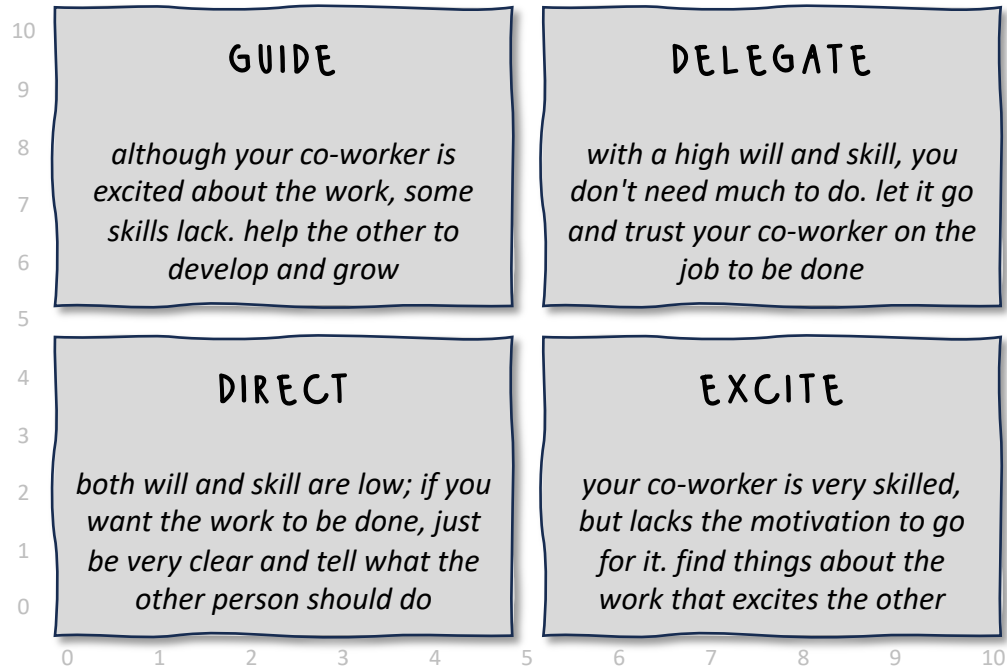 10
9
8
7
6
5
4
3
2
1
0
GUIDE
although your co-worker is
excited about the work, some
skills lack. help the other to
develop and grow
DELEGATE
with a high will and skill, you
don't need much to do. let it go
and trust your co-worker on the
job to be done
DIRECT
both will and skill are low; if you
want the work to be done, just
be very clear and tell what the
other person should do
EXCITE
your co-worker is very skilled,
but lacks the motivation to go
for it. find things about the
work that excites the other
0 1 2 3 4 5 6 7 8 9 10